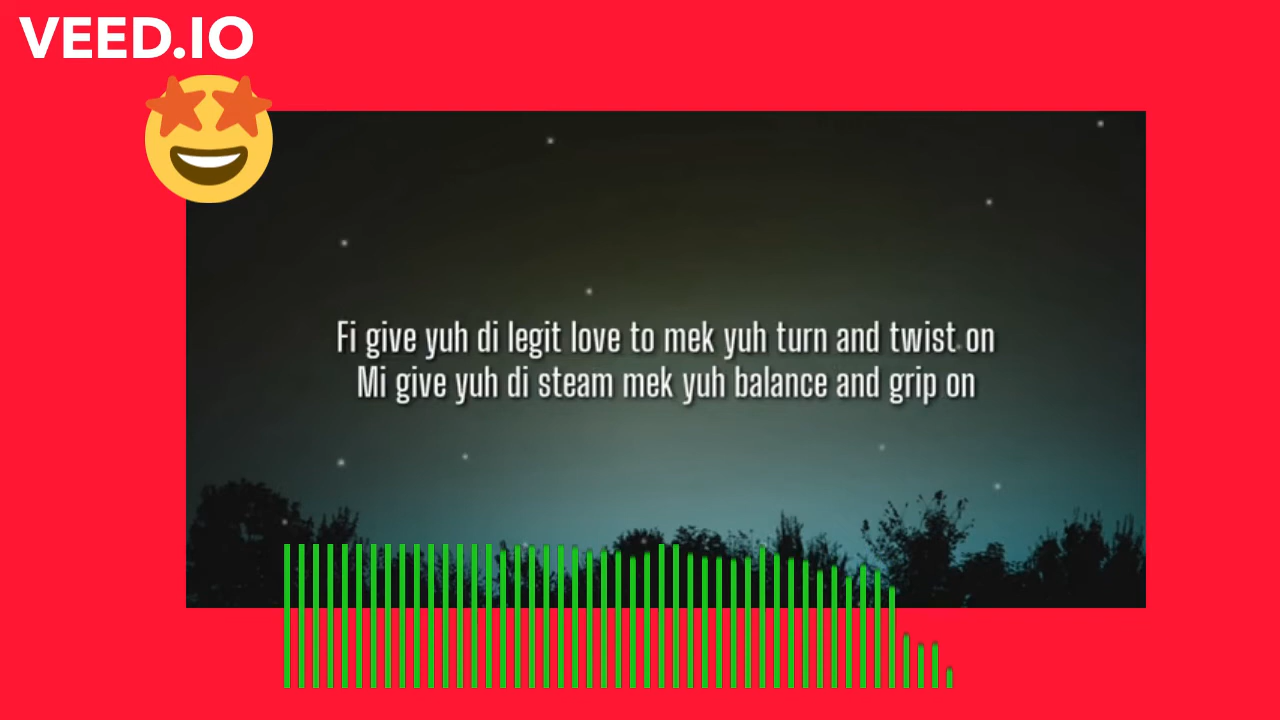 VEED.IO
Fi give yuh di legit love to mek yuh turn and twist on
Mi give yuh di steam mek yuh balance and grip on